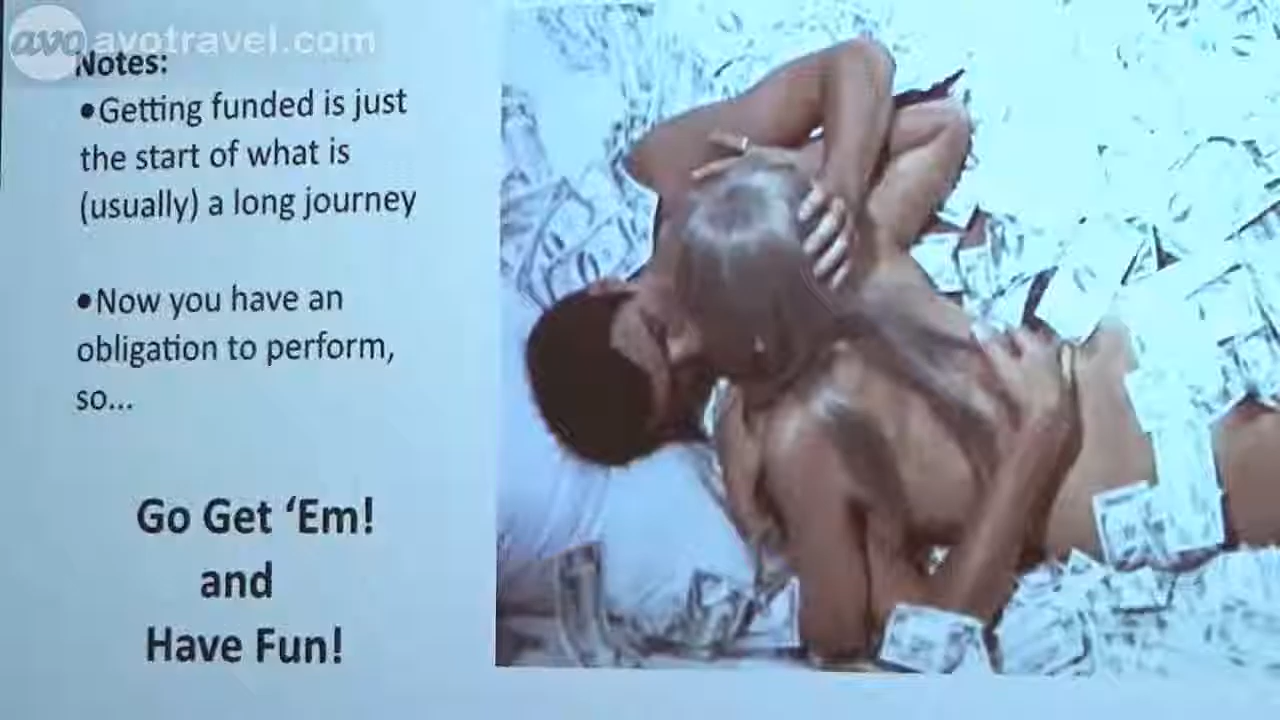 avo avotravel.com
Notes:
•Getting funded is just
the start of what is
(usually) a long journey
•Now you have an
obligation to perform,
so...
Go Get ‘Em!
and
Have Fun!